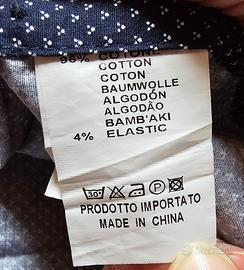 96% COTONE
COTTON
COTON
BAUMWOLLE
ALGODÓN
ALGODÃO
BAMB'AKI
4% ELASTIC
30°
P
PRODOTTO IMPORTATO
MADE IN CHINA